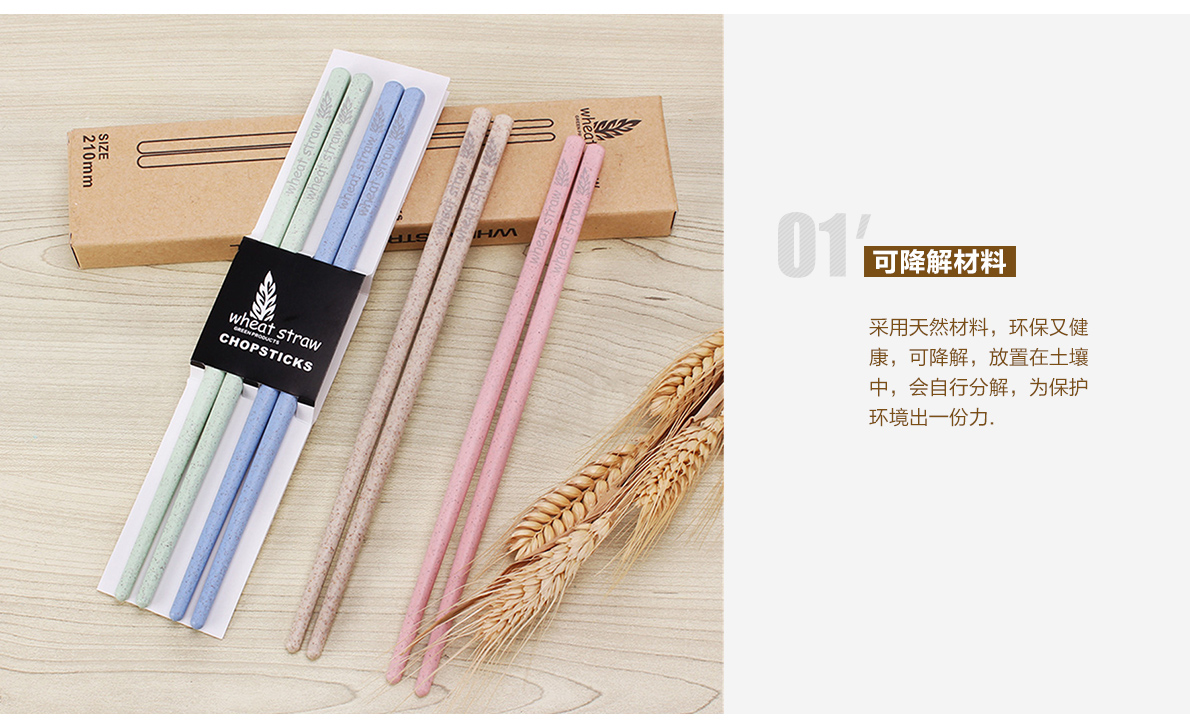 SIZE
210mm
wheat
wheat straw
wheat straw
wheat straw
wheat straw
wheat straw
wheat straw
wheat straw
wheat straw
wheat straw
GREEN PRODUCTS
CHOPSTICKS
01'
可降解材料
采用天然材料，环保又健
康，可降解，放置在土壤
中，会自行分解，为保护
环境出一份力.